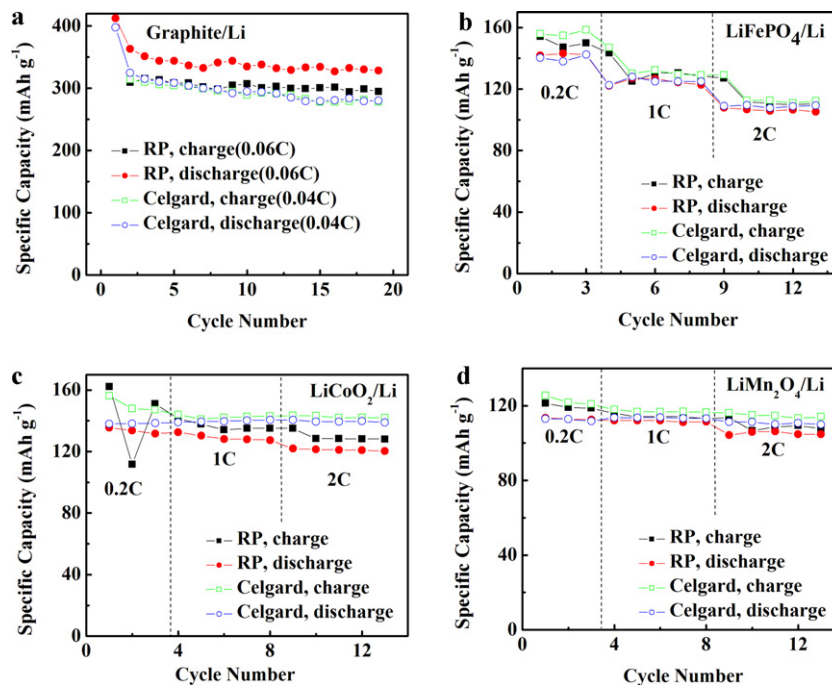 a
Graphite/Li
Specific Capacity (mAh g⁻¹)
400
300
200
100
0
RP, charge(0.06C)
RP, discharge(0.06C)
Celgard, charge(0.04C)
Celgard, discharge(0.04C)
0 5 10 15 20
Cycle Number
b
LiFePO₄/Li
Specific Capacity (mAh g⁻¹)
160
120
80
40
0
0.2C
1C
2C
RP, charge
RP, discharge
Celgard, charge
Celgard, discharge
0 3 6 9 12
Cycle Number
c
LiCoO₂/Li
Specific Capacity (mAh g⁻¹)
160
120
80
40
0
0.2C
1C
2C
RP, charge
RP, discharge
Celgard, charge
Celgard, discharge
0 2 4 6 8 10 12 14
Cycle Number
d
LiMn₂O₄/Li
Specific Capacity (mAh g⁻¹)
120
80
40
0
0.2C
1C
2C
RP, charge
RP, discharge
Celgard, charge
Celgard, discharge
0 4 8 12
Cycle Number